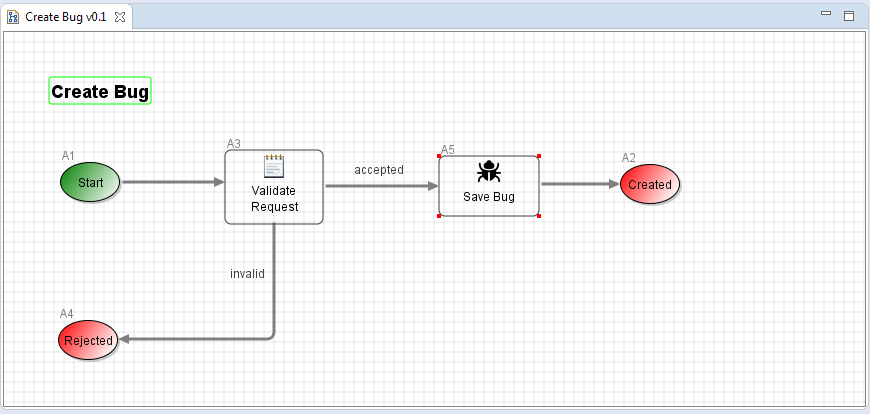 Create Bug v0.1
Create Bug
A1
Start
A3
Validate
Request
accepted
A5
Save Bug
A2
Created
invalid
A4
Rejected